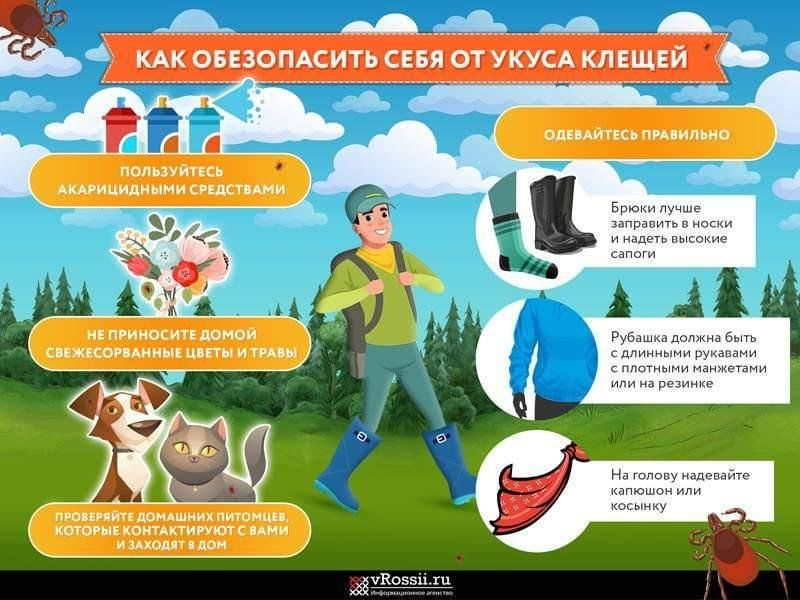 КАК ОБЕЗОПАСИТЬ СЕБЯ ОТ УКУСА КЛЕЩЕЙ
ПОЛЬЗУЙТЕСЬ
АКАРИЦИДНЫМИ СРЕДСТВАМИ
НЕ ПРИНОСИТЕ ДОМОЙ
СВЕЖЕСОРВАННЫЕ ЦВЕТЫ И ТРАВЫ
ПРОВЕРЯЙТЕ ДОМАШНИХ ПИТОМЦЕВ,
КОТОРЫЕ КОНТАКТИРУЮТ С ВАМИ
И ЗАХОДЯТ В ДОМ
ОДЕВАЙТЕСЬ ПРАВИЛЬНО
Брюки лучше
заправить в носки
и надеть высокие
сапоги
Рубашка должна быть
с длинными рукавами
с плотными манжетами
или на резинке
На голову надевайте
капюшон или
косынку
vRossii.ru
Информационное агенство